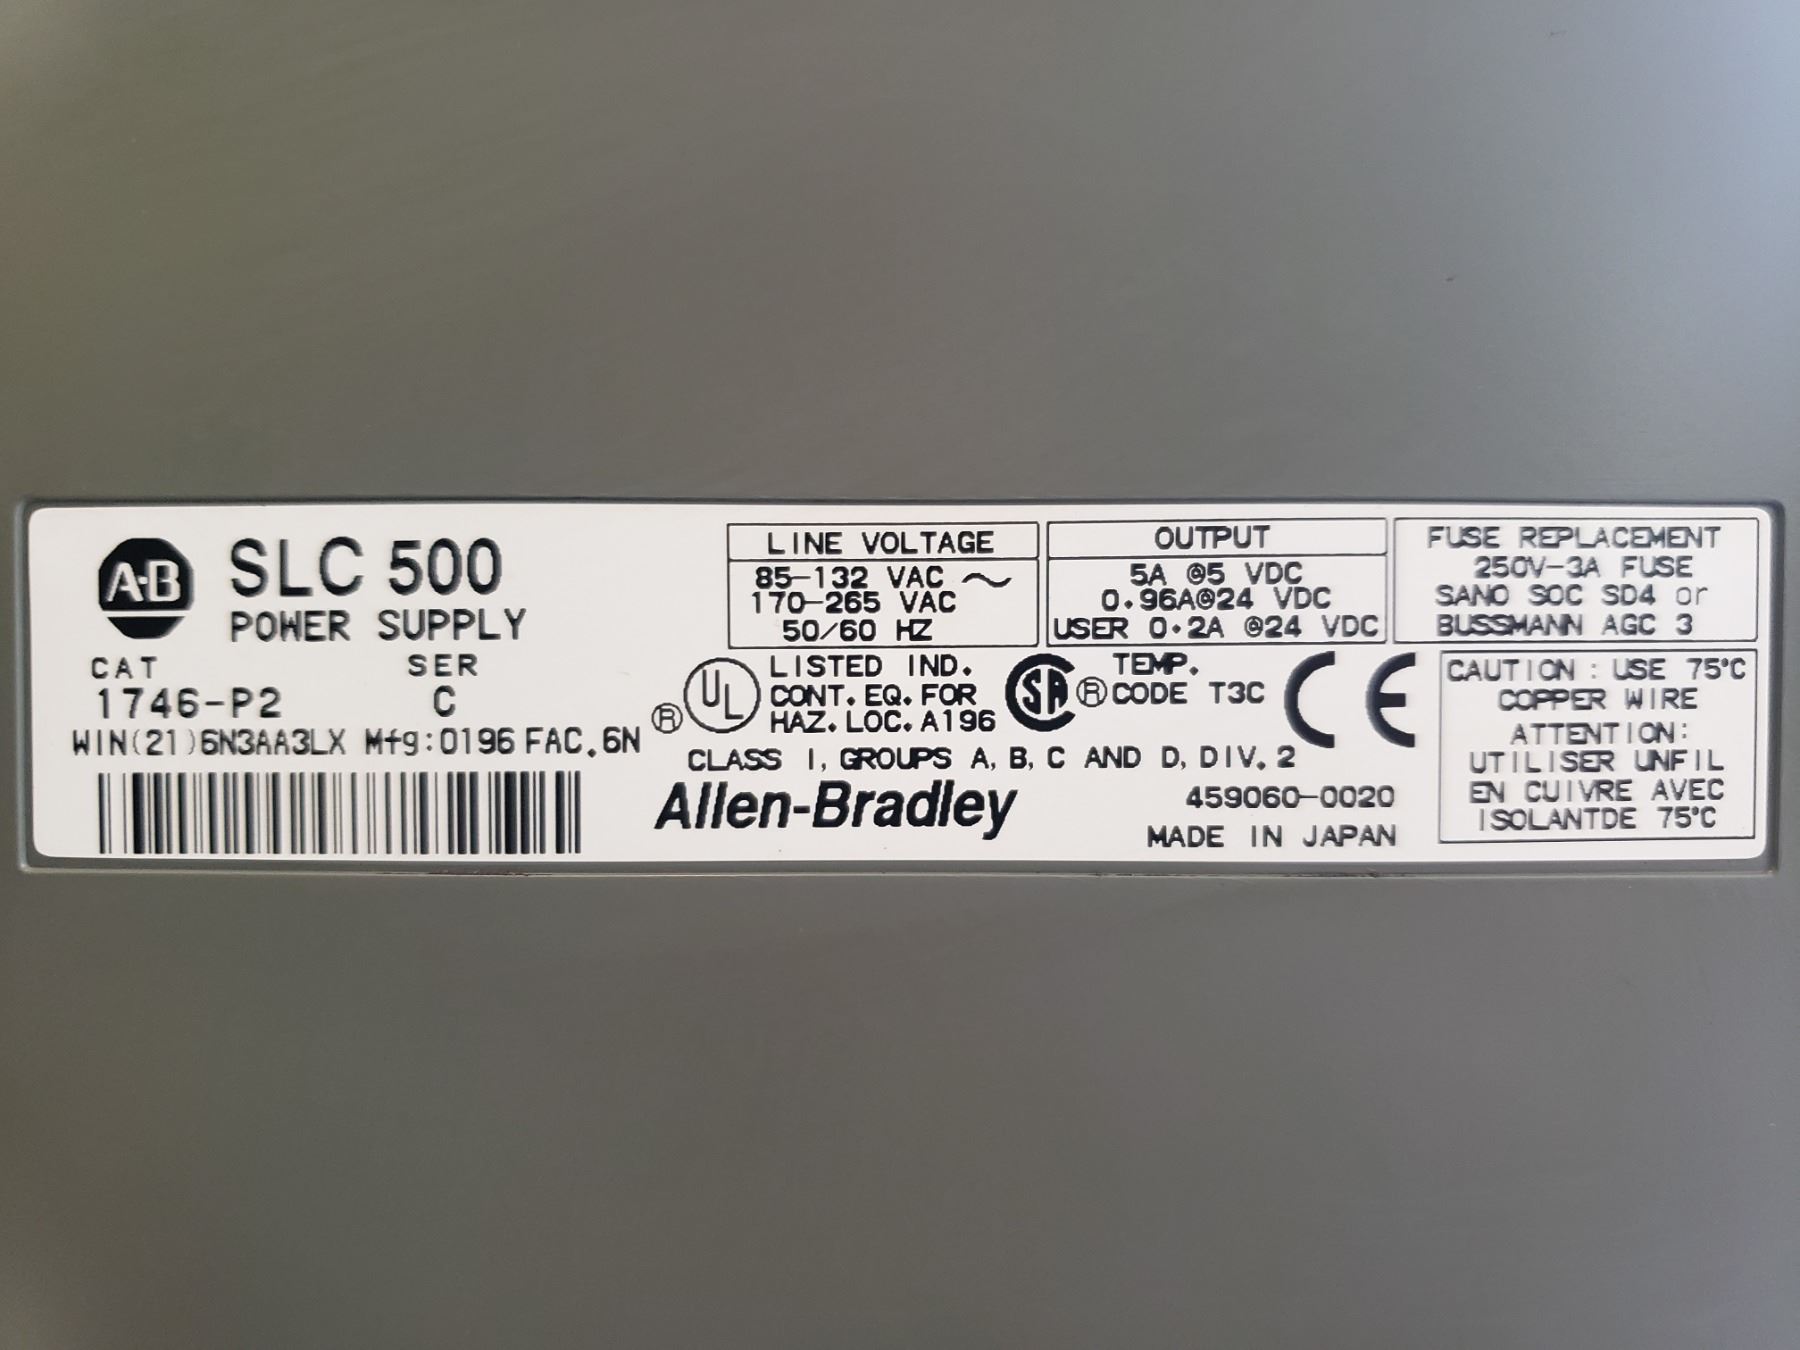 A-B
SLC 500
POWER SUPPLY
CAT SER
1746-P2 C
WIN(21)6N3AA3LX Mfg:0196 FAC.6N
LINE VOLTAGE
85-132 VAC ~
170-265 VAC
50/60 HZ
OUTPUT
5A @5 VDC
0.96A@24 VDC
USER 0.2A @24 VDC
FUSE REPLACEMENT
250V-3A FUSE
SANO SOC SD4 or
BUSSMANN AGC 3
® UL
LISTED IND.
CONT. EQ. FOR
HAZ. LOC. A196
SA ®
TEMP.
CODE T3C
CE
CLASS I, GROUPS A, B, C AND D, DIV. 2
Allen-Bradley
459060-0020
MADE IN JAPAN
CAUTION : USE 75°C
COPPER WIRE
ATTENTION:
UTILISER UNFIL
EN CUIVRE AVEC
ISOLANTDE 75°C